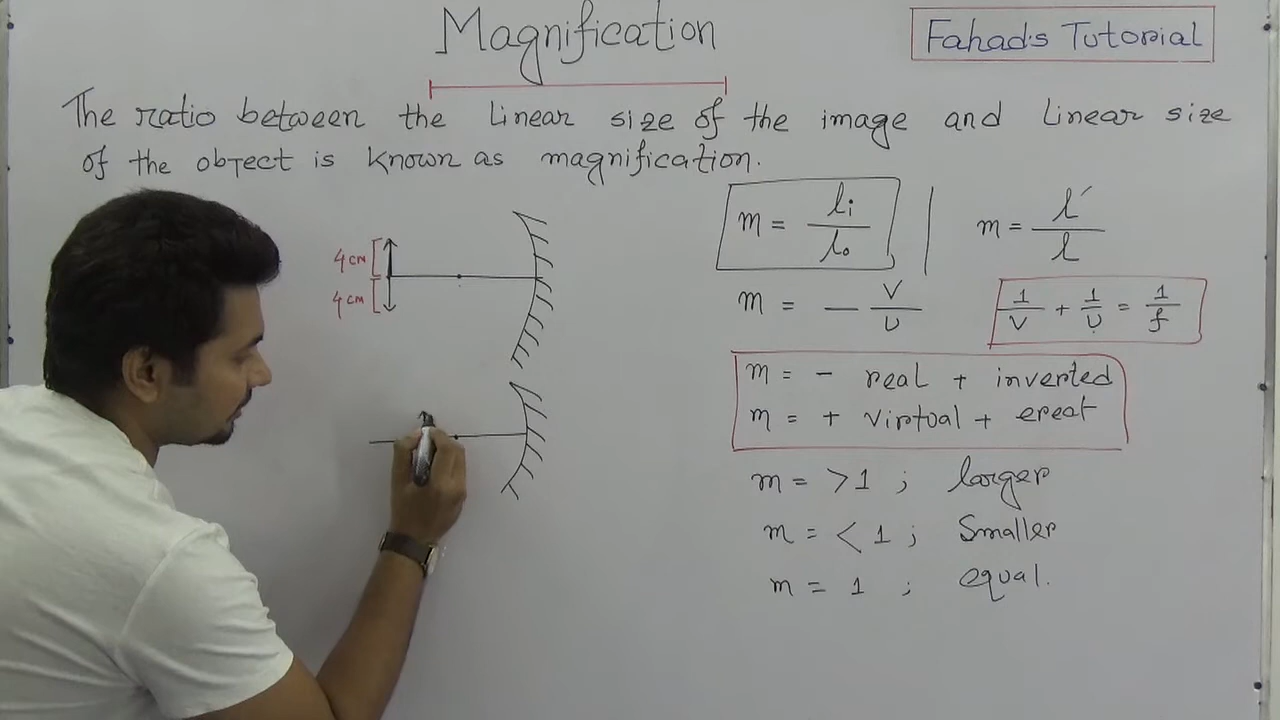 Magnification
Fahads Tutorial
The ratio between the linear size of the image and linear size
of the object is known as magnification.
4 cm
4 cm
m = li / lo
m = l′ / l
m = − v / u
1/v + 1/u = 1/f
m = − real + inverted
m = + virtual + ereat
m = >1 ; larger
m = < 1 ; Smaller
m = 1 ; equal.